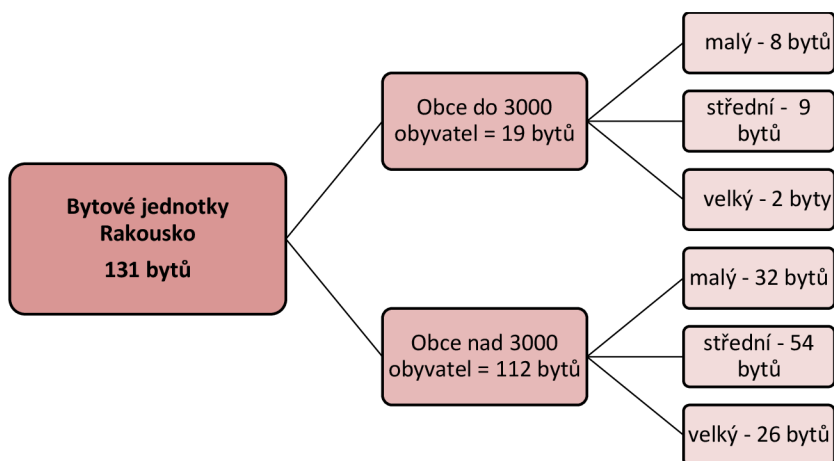 Bytové jednotky
Rakousko
131 bytů
Obce do 3000
obyvatel = 19 bytů
malý - 8 bytů
střední - 9
bytů
velký - 2 byty
Obce nad 3000
obyvatel = 112 bytů
malý - 32 bytů
střední - 54
bytů
velký - 26 bytů